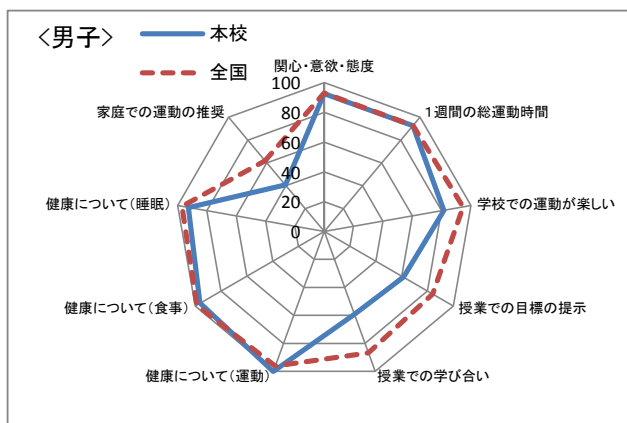 <男子>
本校
全国
関心・意欲・態度
1週間の総運動時間
学校での運動が楽しい
授業での目標の提示
授業での学び合い
健康について(運動)
健康について(食事)
健康について(睡眠)
家庭での運動の推奨
100
80
60
40
20
0